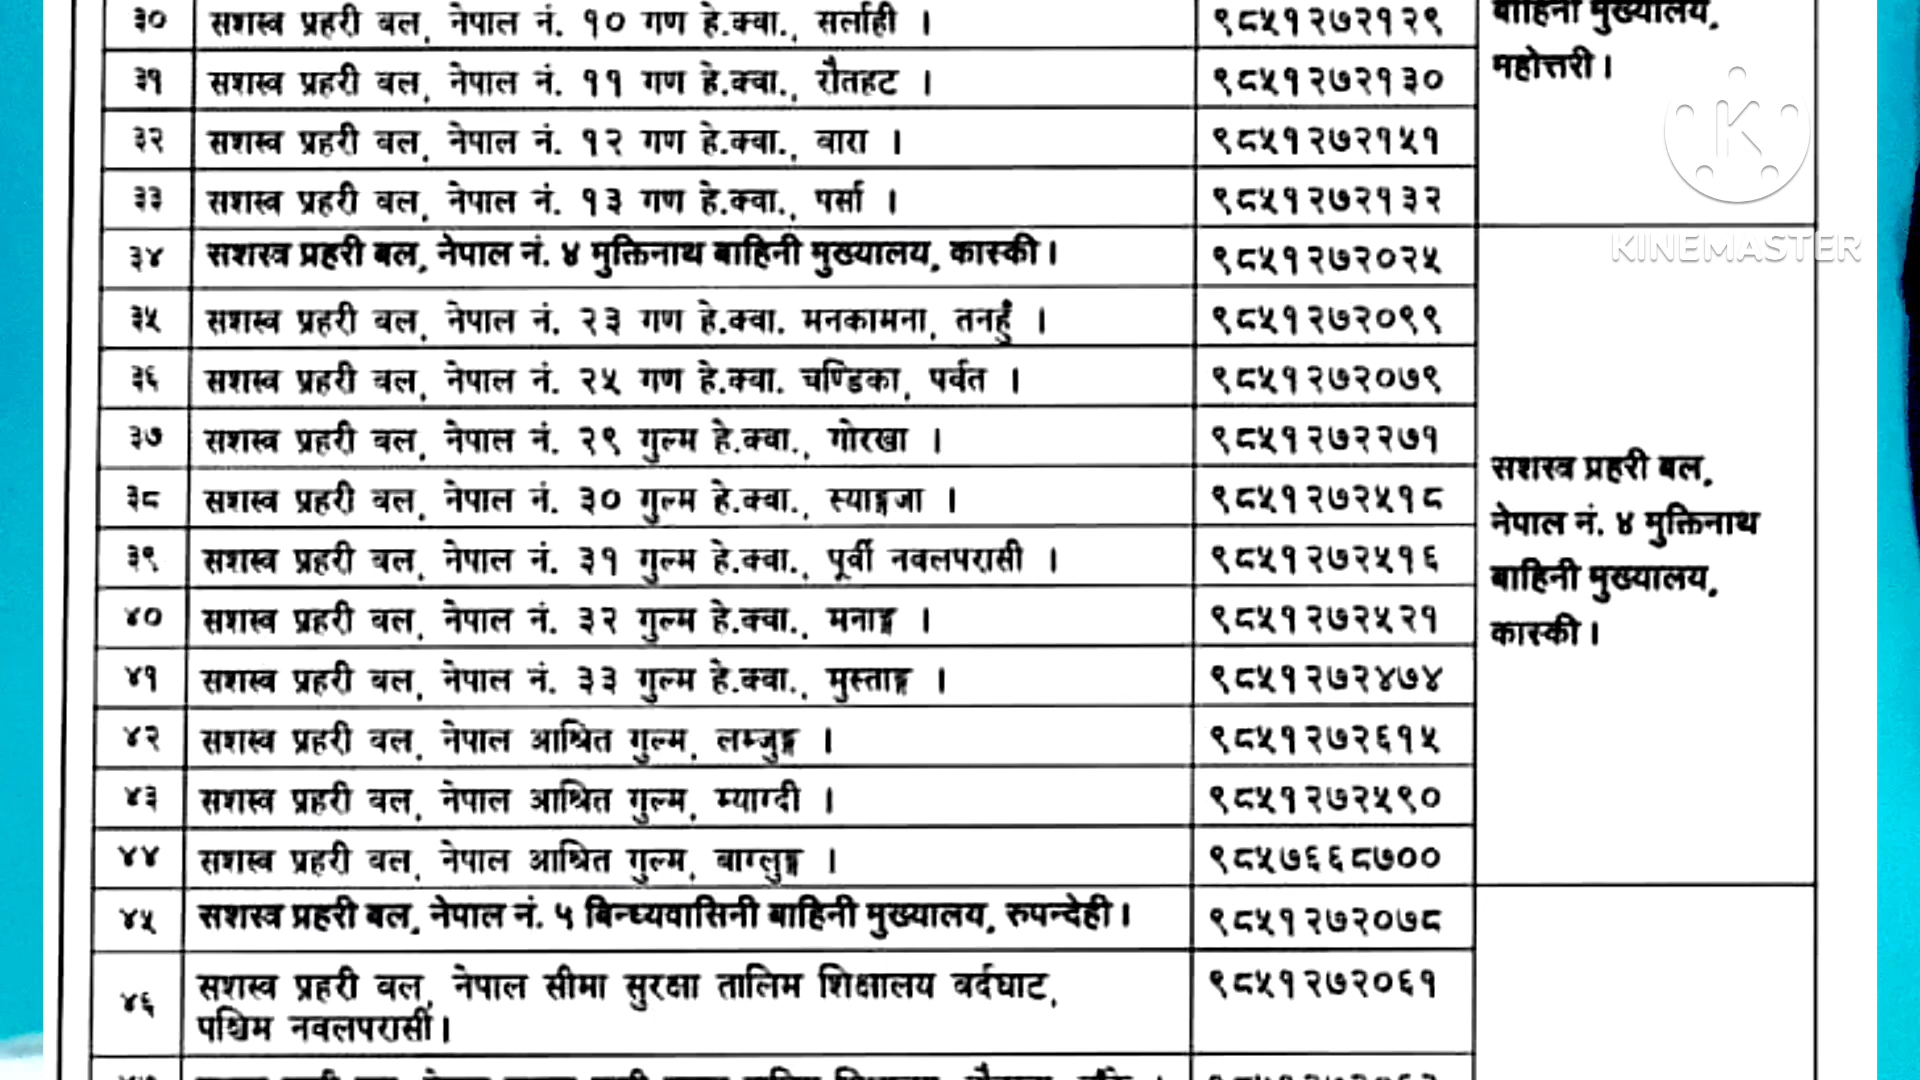 ३० सशस्त्र प्रहरी बल, नेपाल नं. १० गण हे.क्वा., सर्लाही । ९८५१२७२१२९ बाहिनी मुख्यालय,
महोत्तरी।
३१ सशस्त्र प्रहरी बल, नेपाल नं. ११ गण हे.क्वा., रौतहट । ९८५१२७२१३०
३२ सशस्त्र प्रहरी बल, नेपाल नं. १२ गण हे.क्वा., बारा । ९८५१२७२१५१
३३ सशस्त्र प्रहरी बल, नेपाल नं. १३ गण हे.क्वा., पर्सा । ९८५१२७२१३२
KINEMASTER
३४ सशस्त्र प्रहरी बल, नेपाल नं. ४ मुक्तिनाथ बाहिनी मुख्यालय, कास्की। ९८५१२७२०२५
३५ सशस्त्र प्रहरी बल, नेपाल नं. २३ गण हे.क्वा. मनकामना, तनहुँ । ९८५१२७२०९९
३६ सशस्त्र प्रहरी बल, नेपाल नं. २५ गण हे.क्वा. चण्डिका, पर्वत । ९८५१२७२०७९
३७ सशस्त्र प्रहरी बल, नेपाल नं. २९ गुल्म हे.क्वा., गोरखा । ९८५१२७२२७१
३८ सशस्त्र प्रहरी बल, नेपाल नं. ३० गुल्म हे.क्वा., स्याङ्गजा । ९८५१२७२५१८
३९ सशस्त्र प्रहरी बल, नेपाल नं. ३१ गुल्म हे.क्वा., पूर्वी नवलपरासी । ९८५१२७२५१६
४० सशस्त्र प्रहरी बल, नेपाल नं. ३२ गुल्म हे.क्वा., मनाङ्ग । ९८५१२७२५२१
४१ सशस्त्र प्रहरी बल, नेपाल नं. ३३ गुल्म हे.क्वा., मुस्ताङ्ग । ९८५१२७२४७४
४२ सशस्त्र प्रहरी बल, नेपाल आश्रित गुल्म, लम्जुङ्ग । ९८५१२७२६१५
४३ सशस्त्र प्रहरी बल, नेपाल आश्रित गुल्म, म्याग्दी । ९८५१२७२५९०
४४ सशस्त्र प्रहरी बल, नेपाल आश्रित गुल्म, बाग्लुङ्ग । ९८५७६६८७००
सशस्त्र प्रहरी बल,
नेपाल नं. ४ मुक्तिनाथ
बाहिनी मुख्यालय,
कास्की।
४५ सशस्त्र प्रहरी बल, नेपाल नं. ५ बिन्ध्यवासिनी बाहिनी मुख्यालय, रुपन्देही। ९८५१२७२०७८
४६ सशस्त्र प्रहरी बल, नेपाल सीमा सुरक्षा तालिम शिक्षालय बर्दघाट, ९८५१२७२०६१
पश्चिम नवलपरासी।